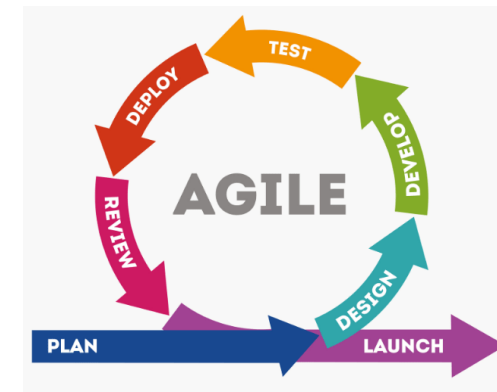 TEST
DEPLOY
DEVELOP
AGILE
REVIEW
DESIGN
PLAN
LAUNCH